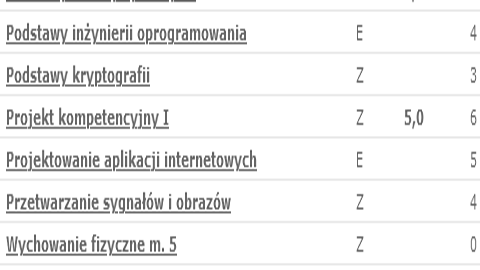 Podstawy inżynierii oprogramowania E 4
Podstawy kryptografii Z 3
Projekt kompetencyjny I Z 5,0 6
Projektowanie aplikacji internetowych E 5
Przetwarzanie sygnałów i obrazów Z 4
Wychowanie fizyczne m. 5 Z 0